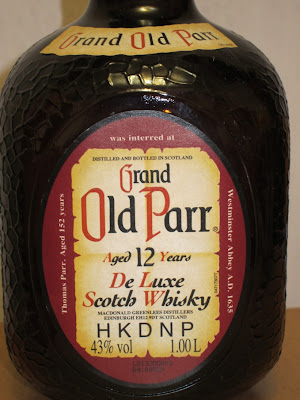 Grand Old Parr
was interred at
DISTILLED AND BOTTLED IN SCOTLAND
Grand
Old Parr
®
Aged 12 Years
De Luxe
Scotch Whisky
MACDONALD GREENLEES DISTILLERS
EDINBURGH EH12 9DT SCOTLAND
HKDNP
43% vol 1.00 L
Thomas Parr. Aged 152 years
Westminster Abbey A.D. 1635